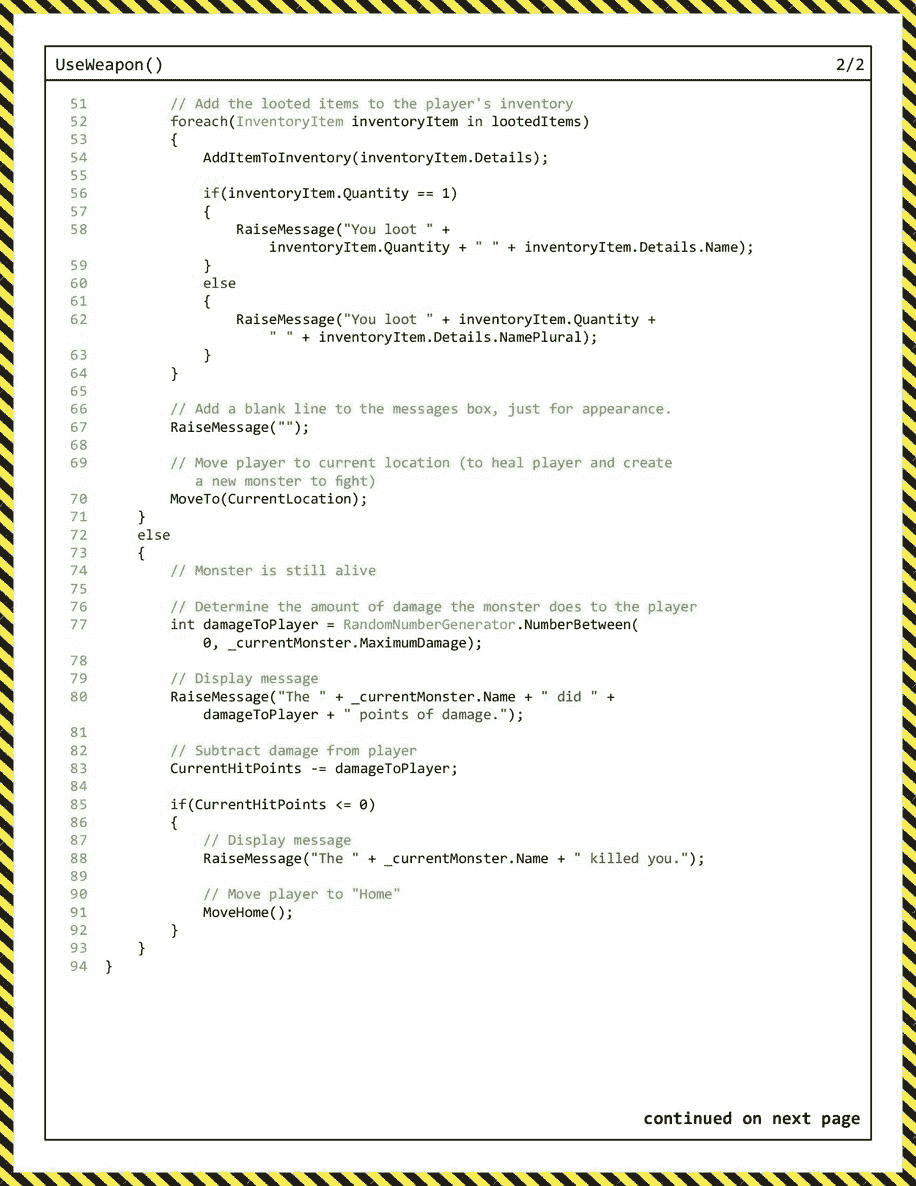 UseWeapon() 2/2
51 // Add the looted items to the player's inventory
52 foreach(InventoryItem inventoryItem in lootedItems)
53 {
54 AddItemToInventory(inventoryItem.Details);
55
56 if(inventoryItem.Quantity == 1)
57 {
58 RaiseMessage("You loot " +
inventoryItem.Quantity + " " + inventoryItem.Details.Name);
59 }
60 else
61 {
62 RaiseMessage("You loot " + inventoryItem.Quantity +
" " + inventoryItem.Details.NamePlural);
63 }
64 }
65
66 // Add a blank line to the messages box, just for appearance.
67 RaiseMessage("");
68
69 // Move player to current location (to heal player and create
a new monster to fight)
70 MoveTo(CurrentLocation);
71 }
72 else
73 {
74 // Monster is still alive
75
76 // Determine the amount of damage the monster does to the player
77 int damageToPlayer = RandomNumberGenerator.NumberBetween(
0, _currentMonster.MaximumDamage);
78
79 // Display message
80 RaiseMessage("The " + _currentMonster.Name + " did " +
damageToPlayer + " points of damage.");
81
82 // Subtract damage from player
83 CurrentHitPoints -= damageToPlayer;
84
85 if(CurrentHitPoints <= 0)
86 {
87 // Display message
88 RaiseMessage("The " + _currentMonster.Name + " killed you.");
89
90 // Move player to "Home"
91 MoveHome();
92 }
93 }
94 }
continued on next page